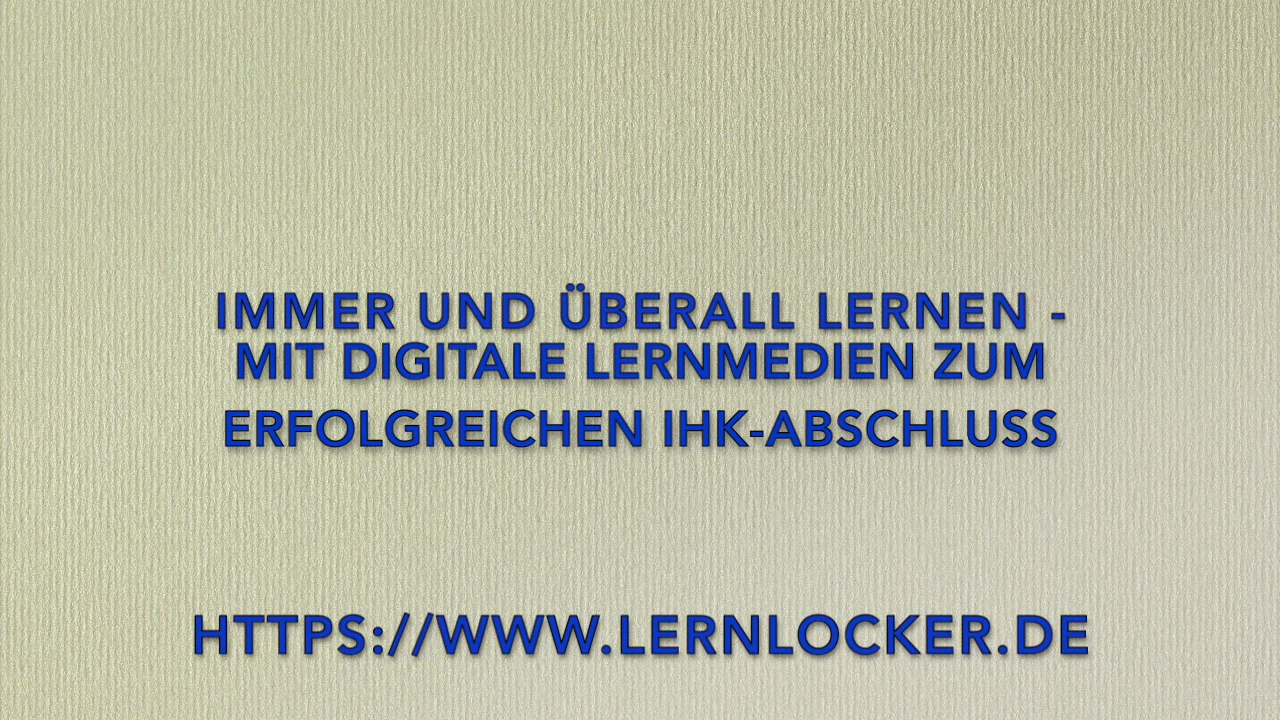 IMMER UND ÜBERALL LERNEN -
MIT DIGITALE LERNMEDIEN ZUM
ERFOLGREICHEN IHK-ABSCHLUSS
HTTPS://WWW.LERNLOCKER.DE